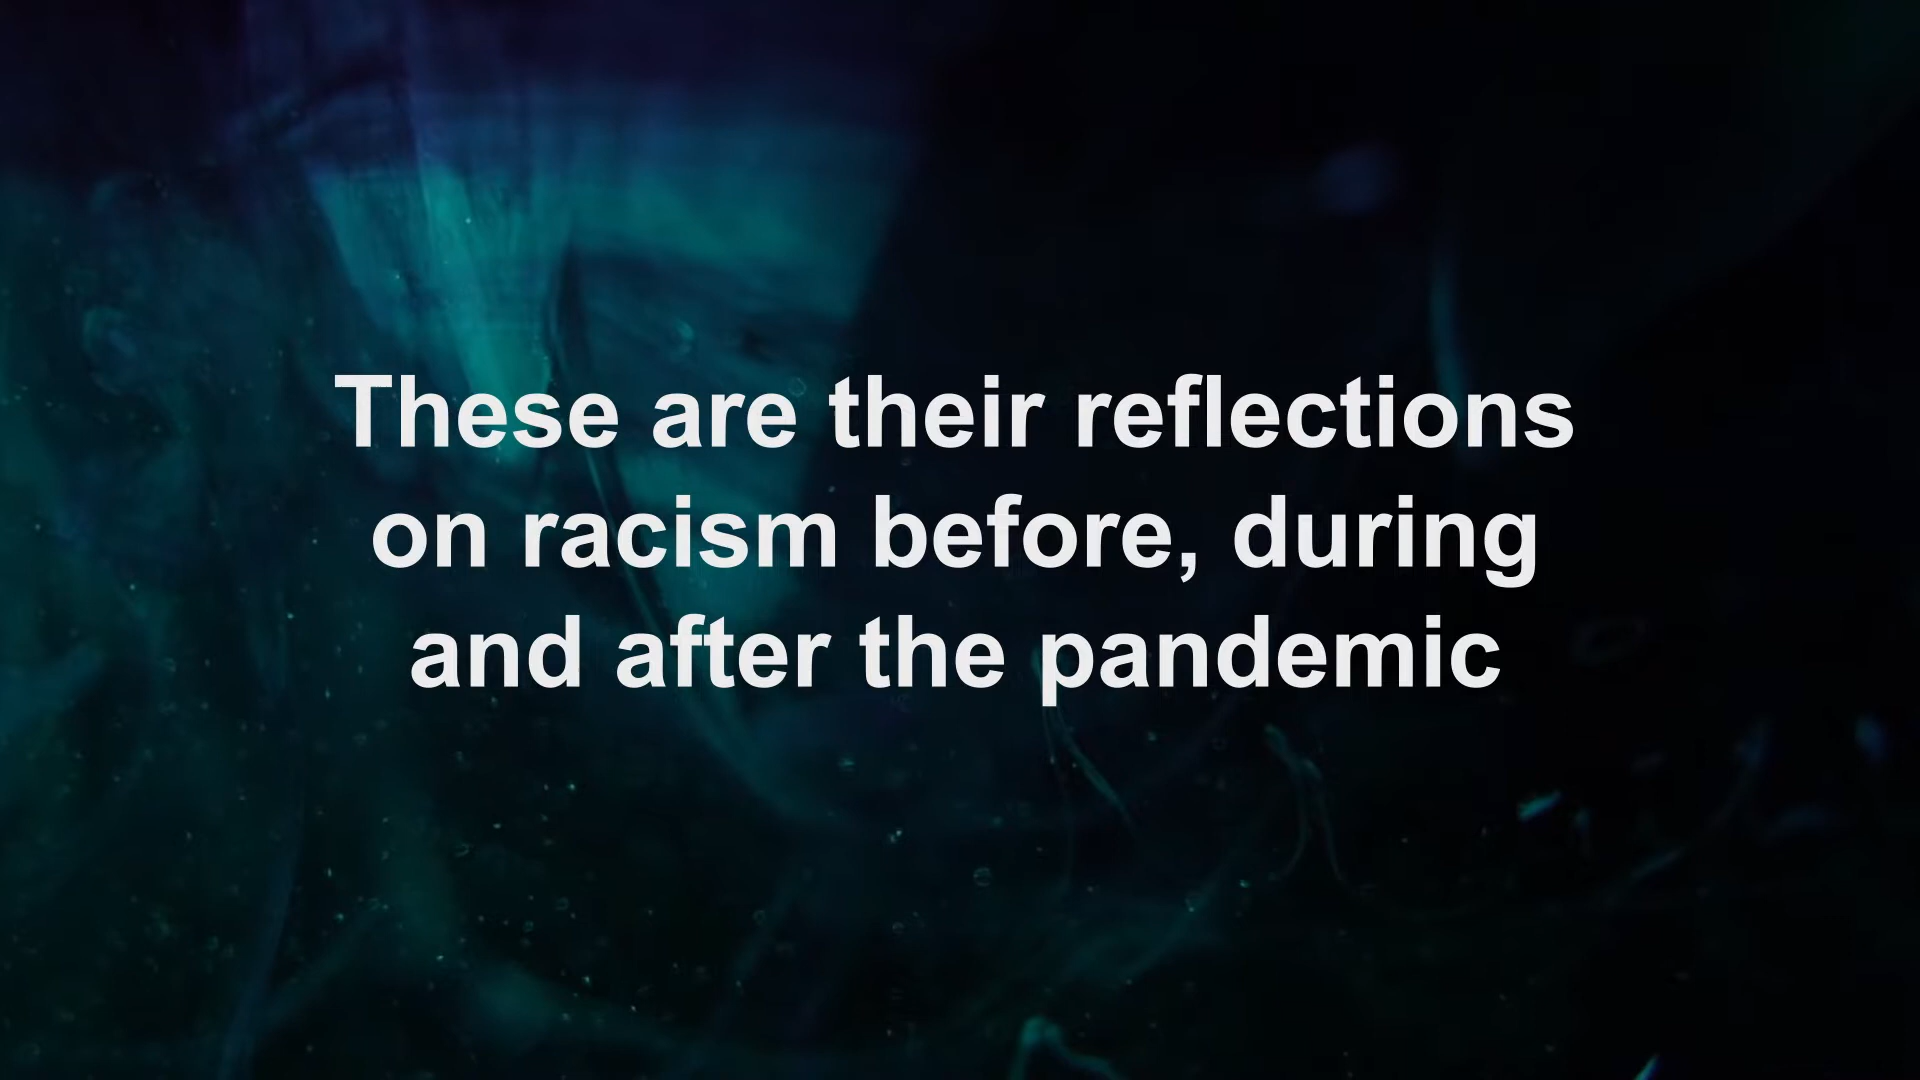 These are their reflections
on racism before, during
and after the pandemic